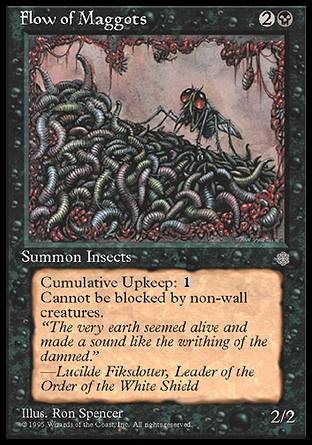 Flow of Maggots 2
Summon Insects
Cumulative Upkeep: 1
Cannot be blocked by non-wall
creatures.
"The very earth seemed alive and
made a sound like the writhing of the
damned."
—Lucilde Fiksdotter, Leader of the
Order of the White Shield
Illus. Ron Spencer
© 1995 Wizards of the Coast, Inc. All rights reserved.
2/2